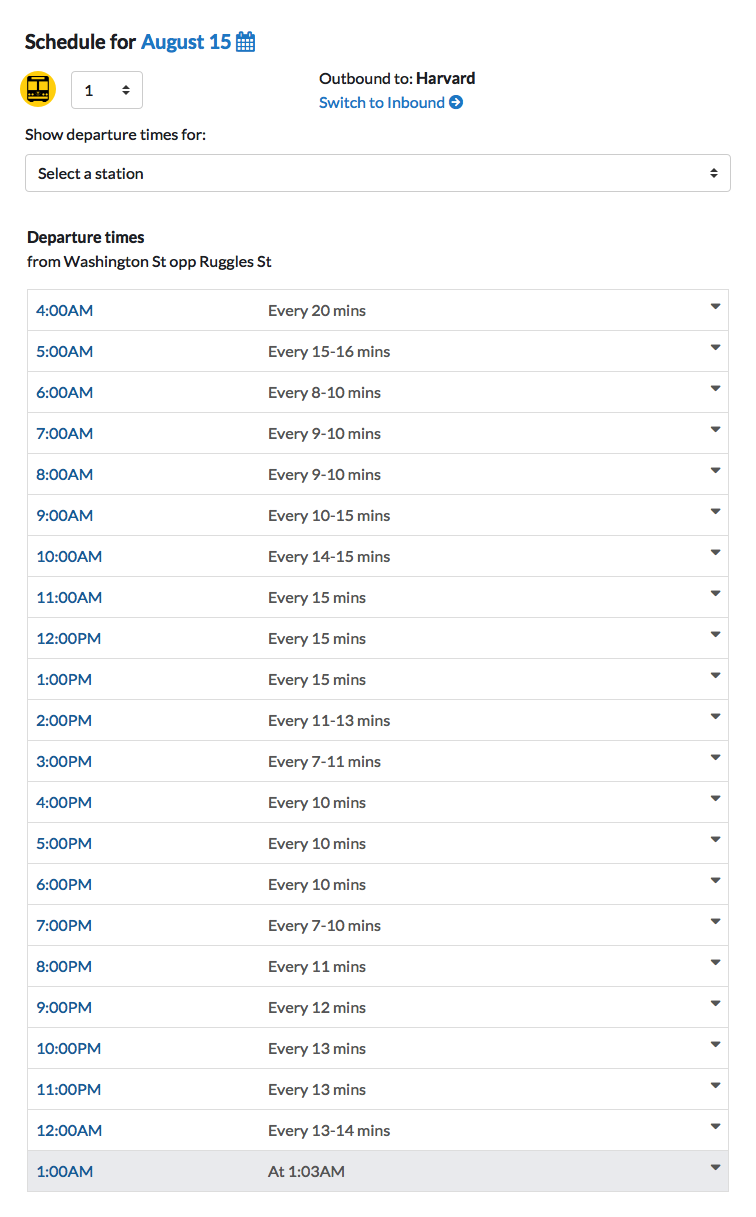 Schedule for August 15
1 Outbound to: Harvard
Switch to Inbound
Show departure times for:
Select a station
Departure times
from Washington St opp Ruggles St
4:00AM Every 20 mins
5:00AM Every 15-16 mins
6:00AM Every 8-10 mins
7:00AM Every 9-10 mins
8:00AM Every 9-10 mins
9:00AM Every 10-15 mins
10:00AM Every 14-15 mins
11:00AM Every 15 mins
12:00PM Every 15 mins
1:00PM Every 15 mins
2:00PM Every 11-13 mins
3:00PM Every 7-11 mins
4:00PM Every 10 mins
5:00PM Every 10 mins
6:00PM Every 10 mins
7:00PM Every 7-10 mins
8:00PM Every 11 mins
9:00PM Every 12 mins
10:00PM Every 13 mins
11:00PM Every 13 mins
12:00AM Every 13-14 mins
1:00AM At 1:03AM